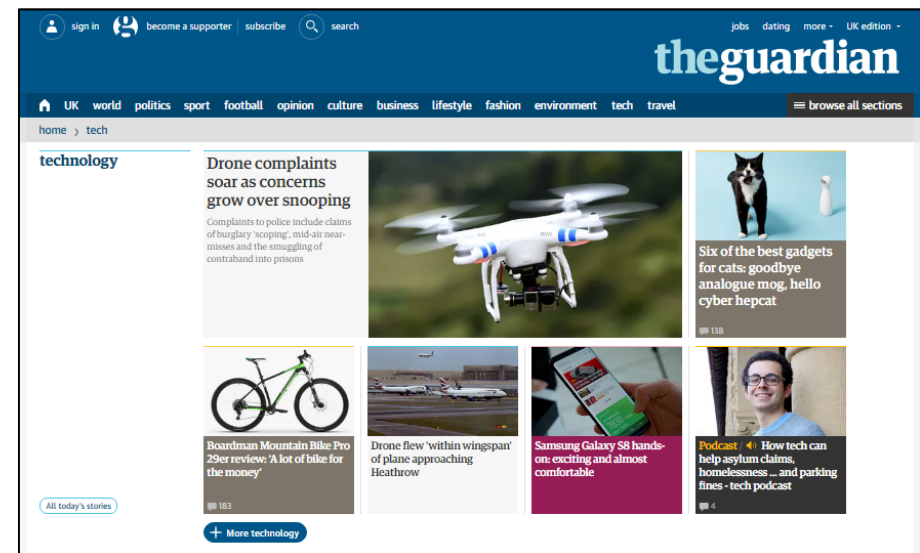 sign in become a supporter subscribe search
jobs dating more UK edition
theguardian
UK world politics sport football opinion culture business lifestyle fashion environment tech travel
browse all sections
home › tech
technology
Drone complaints
soar as concerns
grow over snooping
Complaints to police include claims
of burglary 'scoping', mid-air near-
misses and the smuggling of
contraband into prisons
Six of the best gadgets
for cats: goodbye
analogue mog, hello
cyber hepcat
138
Boardman Mountain Bike Pro
29er review: 'A lot of bike for
the money'
183
Drone flew 'within wingspan'
of plane approaching
Heathrow
Samsung Galaxy S8 hands-
on: exciting and almost
comfortable
Podcast / How tech can
help asylum claims,
homelessness ... and parking
fines - tech podcast
4
All today's stories
+ More technology